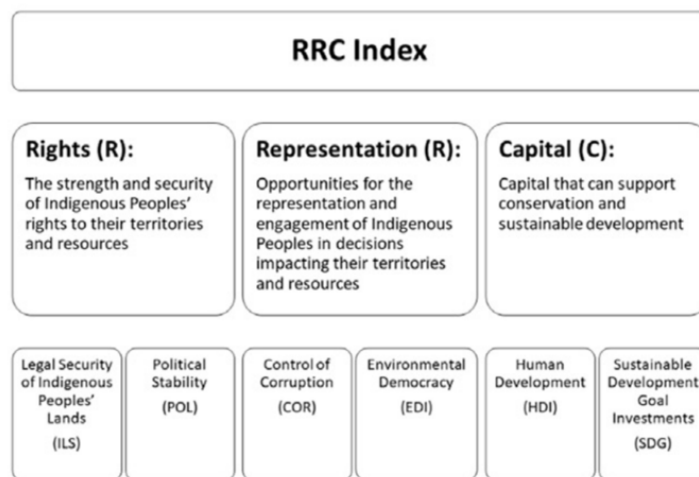 RRC Index
Rights (R):
The strength and security
of Indigenous Peoples'
rights to their territories
and resources
Representation (R):
Opportunities for the
representation and
engagement of Indigenous
Peoples in decisions
impacting their territories
and resources
Capital (C):
Capital that can support
conservation and
sustainable development
Legal Security
of Indigenous
Peoples'
Lands
(ILS)
Political
Stability
(POL)
Control of
Corruption
(COR)
Environmental
Democracy
(EDI)
Human
Development
(HDI)
Sustainable
Development
Goal
Investments
(SDG)